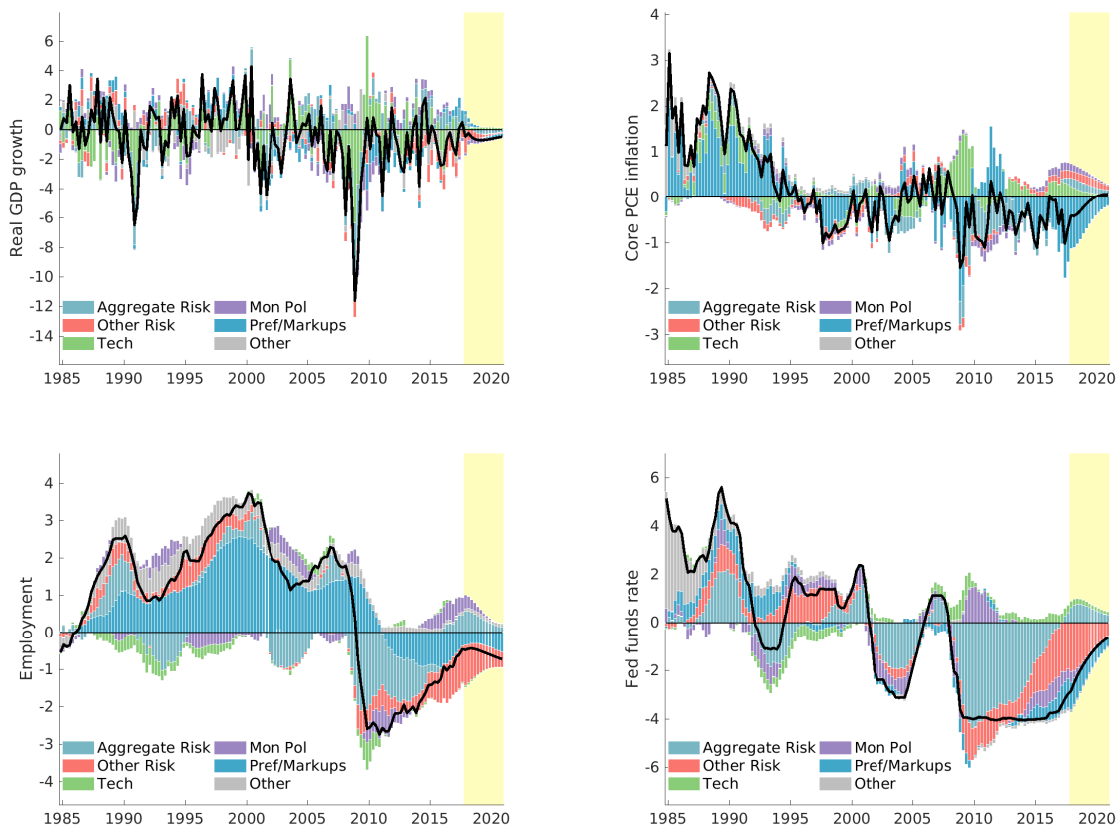 Real GDP growth
6
4
2
0
-2
-4
-6
-8
-10
-12
-14
Aggregate Risk Mon Pol
Other Risk Pref/Markups
Tech Other
1985 1990 1995 2000 2005 2010 2015 2020
Core PCE inflation
4
3
2
1
0
-1
-2
-3
Aggregate Risk Mon Pol
Other Risk Pref/Markups
Tech Other
1985 1990 1995 2000 2005 2010 2015 2020
Employment
4
3
2
1
0
-1
-2
-3
-4
Aggregate Risk Mon Pol
Other Risk Pref/Markups
Tech Other
1985 1990 1995 2000 2005 2010 2015 2020
Fed funds rate
6
4
2
0
-2
-4
-6
Aggregate Risk Mon Pol
Other Risk Pref/Markups
Tech Other
1985 1990 1995 2000 2005 2010 2015 2020